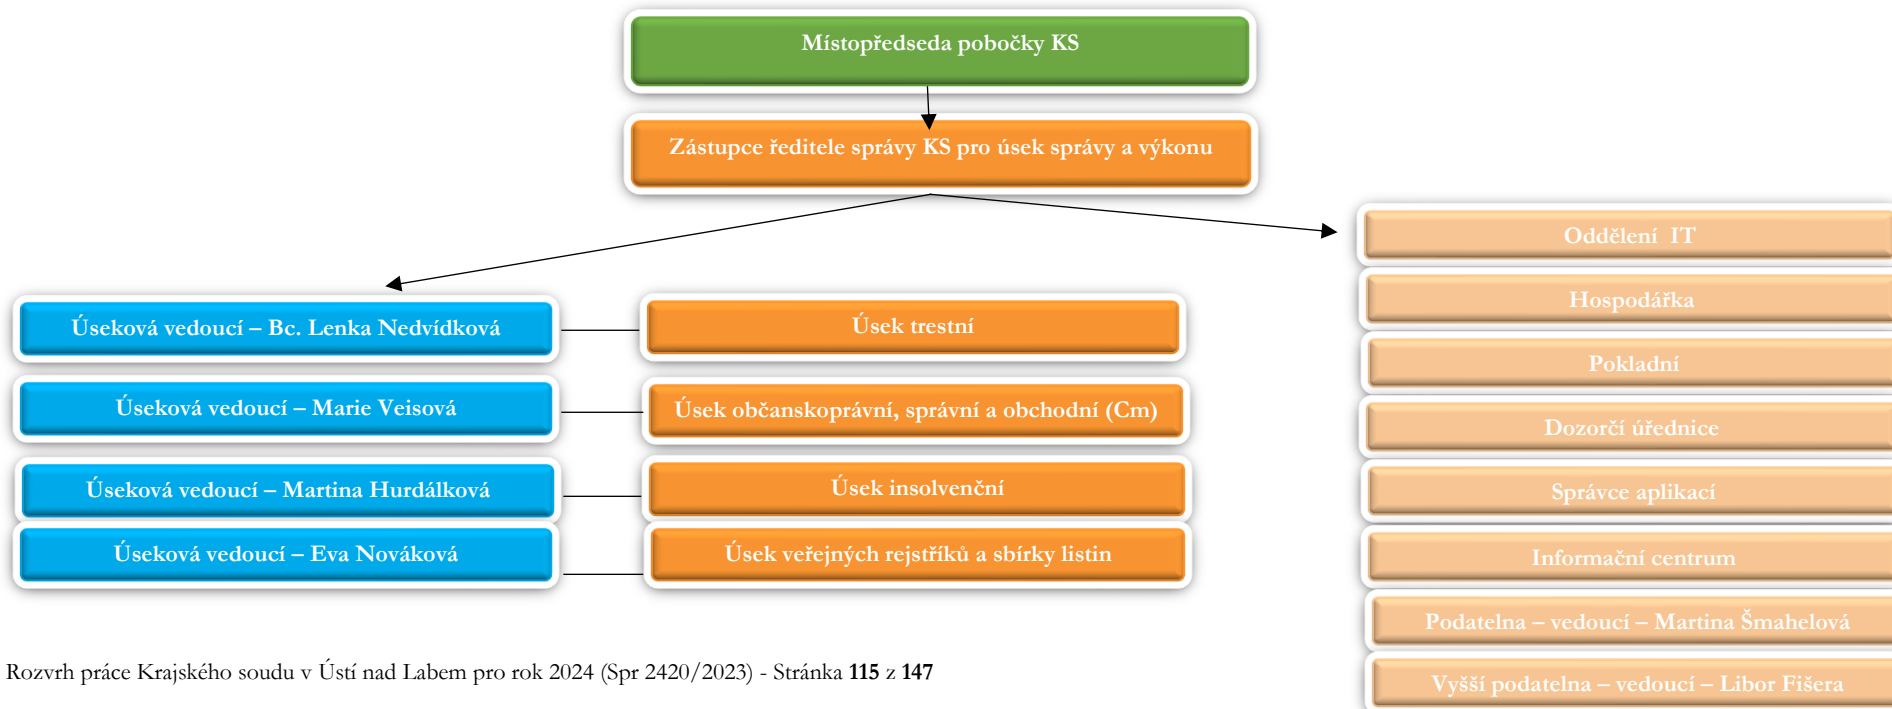 Místopředseda pobočky KS
Zástupce ředitele správy KS pro úsek správy a výkonu
Úseková vedoucí – Bc. Lenka Nedvídková
Úsek trestní
Úseková vedoucí – Marie Veisová
Úsek občanskoprávní, správní a obchodní (Cm)
Úseková vedoucí – Martina Hurdálková
Úsek insolvenční
Úseková vedoucí – Eva Nováková
Úsek veřejných rejstříků a sbírky listin
Oddělení  IT
Hospodářka
Pokladní
Dozorčí úřednice
Správce aplikací
Informační centrum
Podatelna – vedoucí – Martina Šmahelová
Vyšší podatelna – vedoucí – Libor Fišera
Rozvrh práce Krajského soudu v Ústí nad Labem pro rok 2024 (Spr 2420/2023) - Stránka 115 z 147